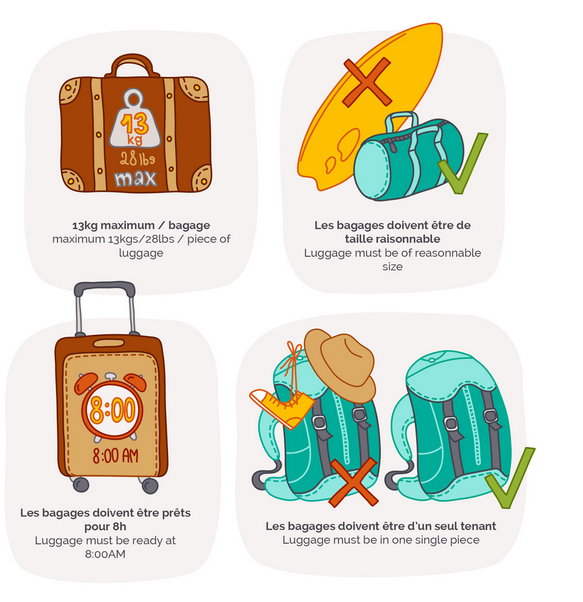 13
kg
28 lbs
max
13kg maximum / bagage
maximum 13kgs/28lbs / piece of
luggage
Les bagages doivent être de
taille raisonnable
Luggage must be of reasonable
size
8:00
8:00 AM
Les bagages doivent être prêts
pour 8h
Luggage must be ready at
8:00AM
Les bagages doivent être d'un seul tenant
Luggage must be in one single piece